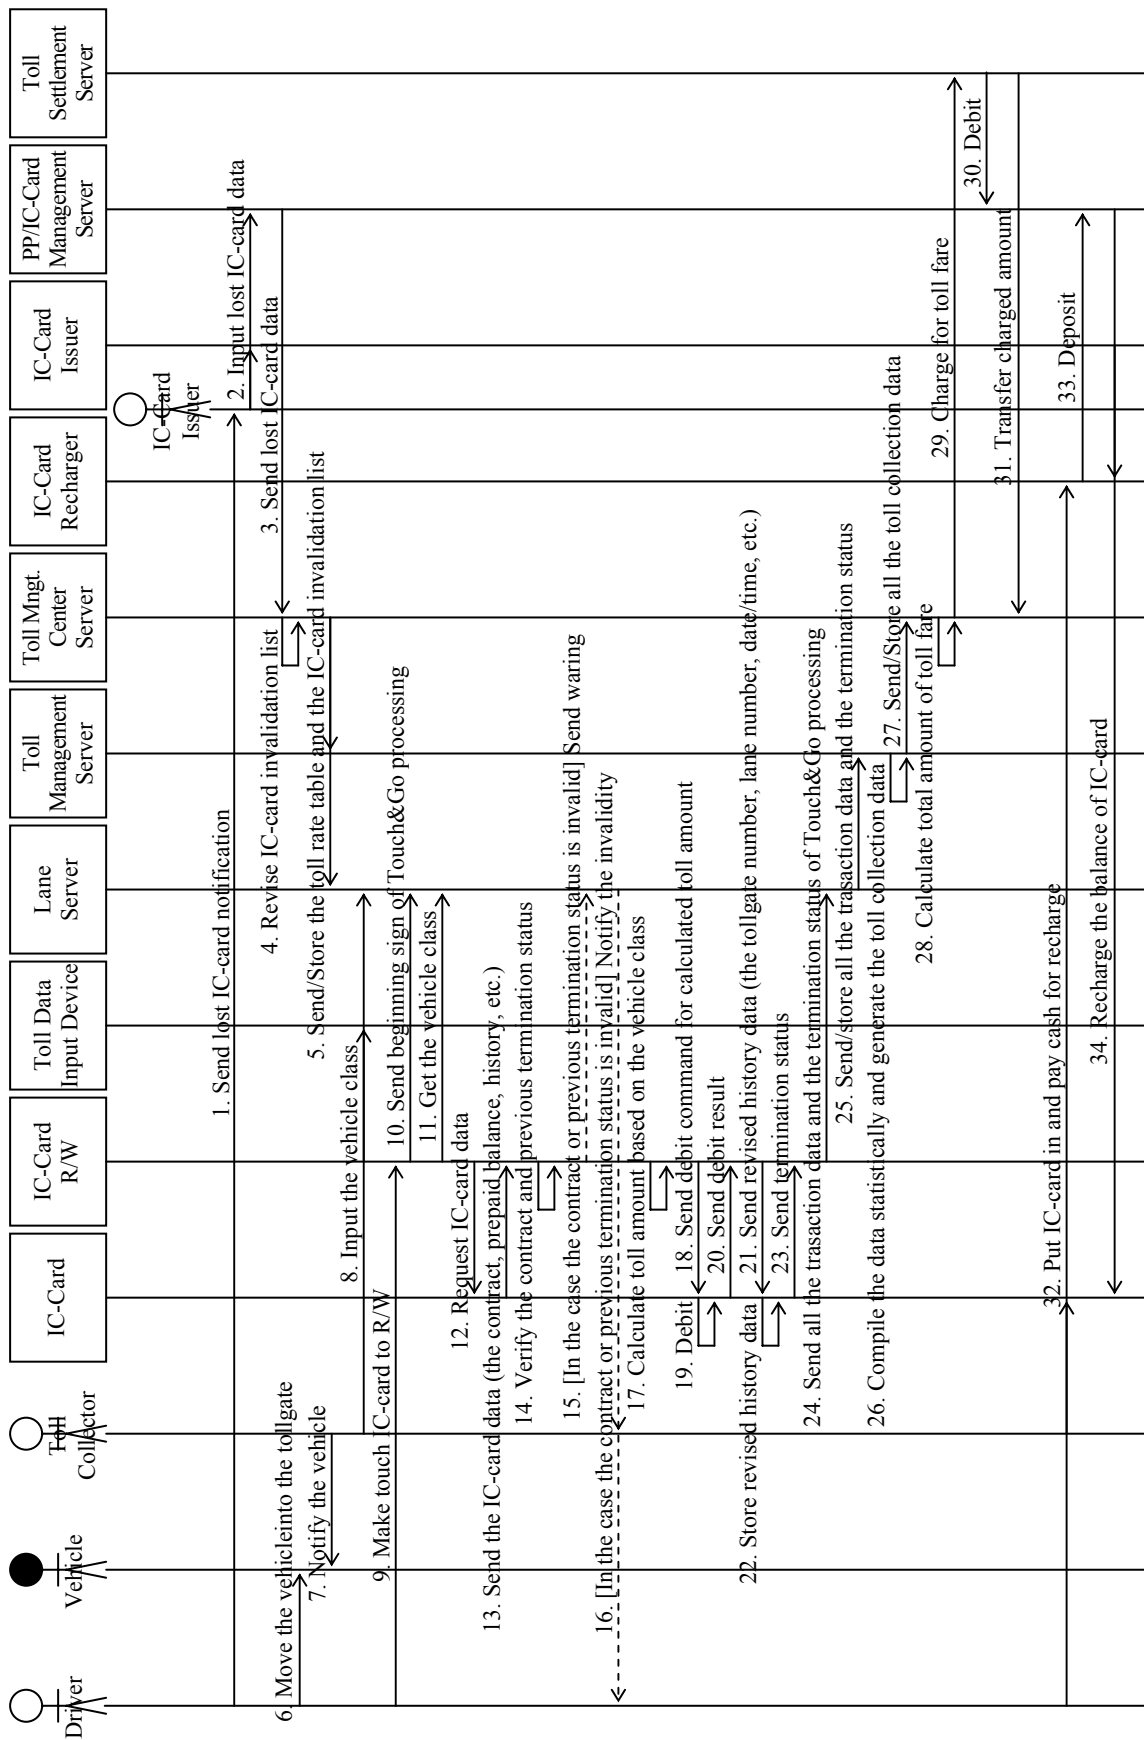 Driver
Vehicle
Toll
Collector
IC-Card
IC-Card
R/W
Toll Data
Input Device
Lane
Server
Toll
Management
Server
Toll Mngt.
Center
Server
IC-Card
Recharger
IC-Card
Issuer
PP/IC-Card
Management
Server
Toll
Settlement
Server
IC-Card
Issuer
1. Send lost IC-card notification
2. Input lost IC-card data
3. Send lost IC-card data
4. Revise IC-card invalidation list
5. Send/Store the toll rate table and the IC-card invalidation list
6. Move the vehicleinto the tollgate
7. Notify the vehicle
8. Input the vehicle class
9. Make touch IC-card to R/W
10. Send beginning sign of Touch&Go processing
11. Get the vehicle class
12. Request IC-card data
13. Send the IC-card data (the contract, prepaid balance, history, etc.)
14. Verify the contract and previous termination status
15. [In the case the contract or previous termination status is invalid] Send waring
16. [In the case the contract or previous termination status is invalid] Notify the invalidity
17. Calculate toll amount based on the vehicle class
18. Send debit command for calculated toll amount
19. Debit
20. Send debit result
21. Send revised history data (the tollgate number, lane number, date/time, etc.)
22. Store revised history data
23. Send termination status
24. Send all the trasaction data and the termination status of Touch&Go processing
25. Send/store all the trasaction data and the termination status
26. Compile the data statistically and generate the toll collection data
27. Send/Store all the toll collection data
28. Calculate total amount of toll fare
29. Charge for toll fare
30. Debit
31. Transfer charged amount
32. Put IC-card in and pay cash for recharge
33. Deposit
34. Recharge the balance of IC-card